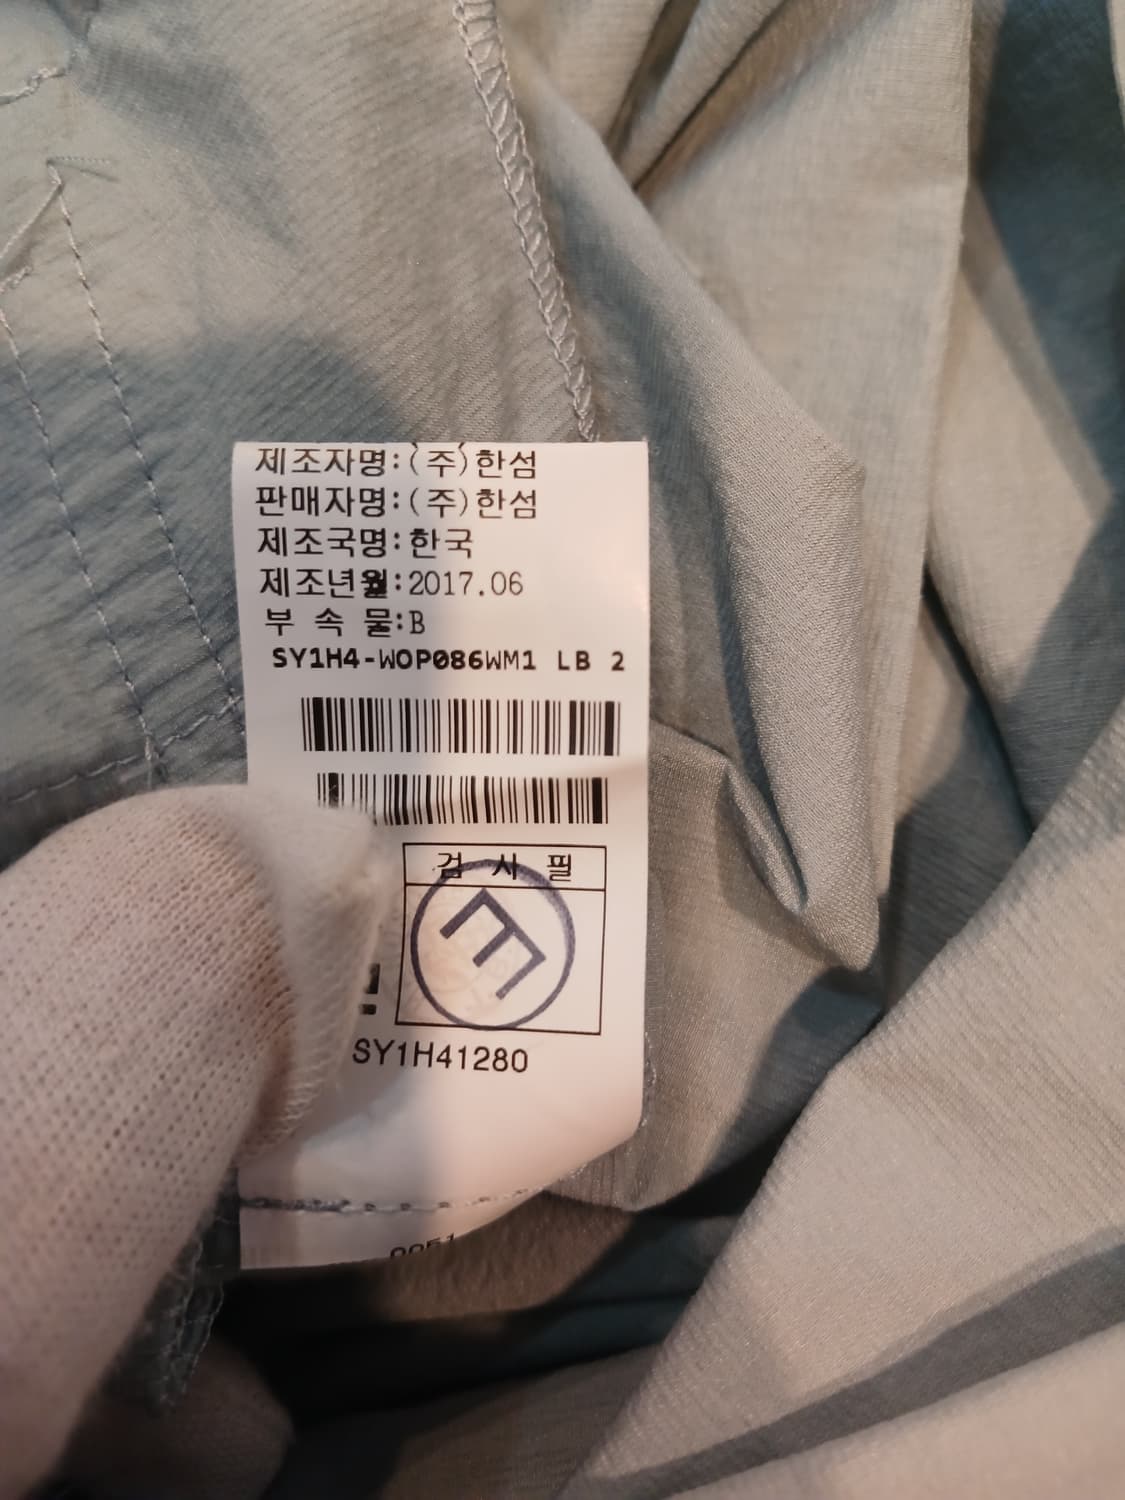 제조자명:(주)한섬
판매자명:(주)한섬
제조국명:한국
제조년월:2017.06
부 속 물:B
SY1H4-WOP086WM1 LB 2
검 사 필
E
SY1H41280